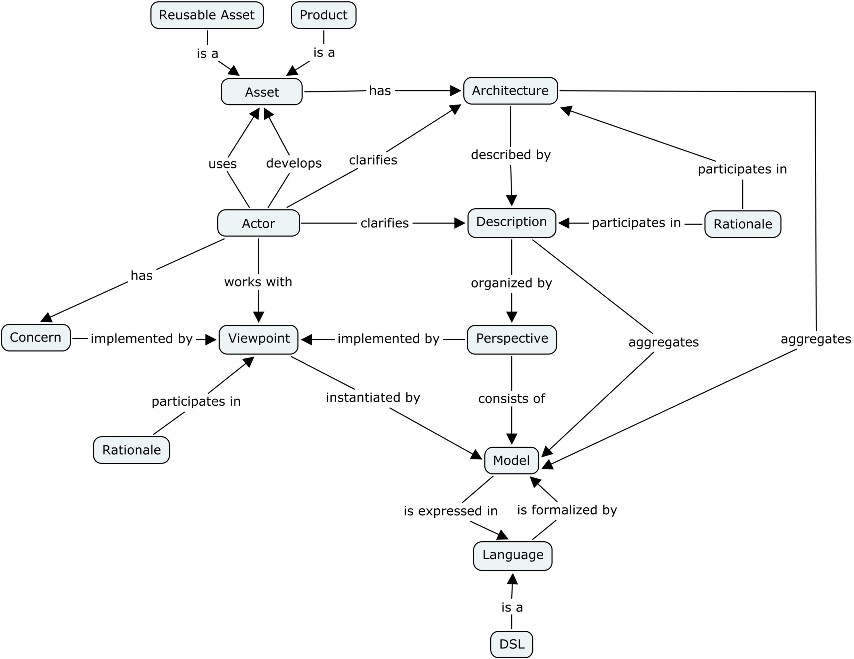 Reusable Asset
Product
is a
is a
Asset
has
Architecture
uses
develops
clarifies
described by
participates in
Actor
clarifies
Description
participates in
Rationale
has
works with
organized by
Concern
implemented by
Viewpoint
implemented by
Perspective
aggregates
aggregates
participates in
instantiated by
consists of
Rationale
Model
is expressed in
is formalized by
Language
is a
DSL